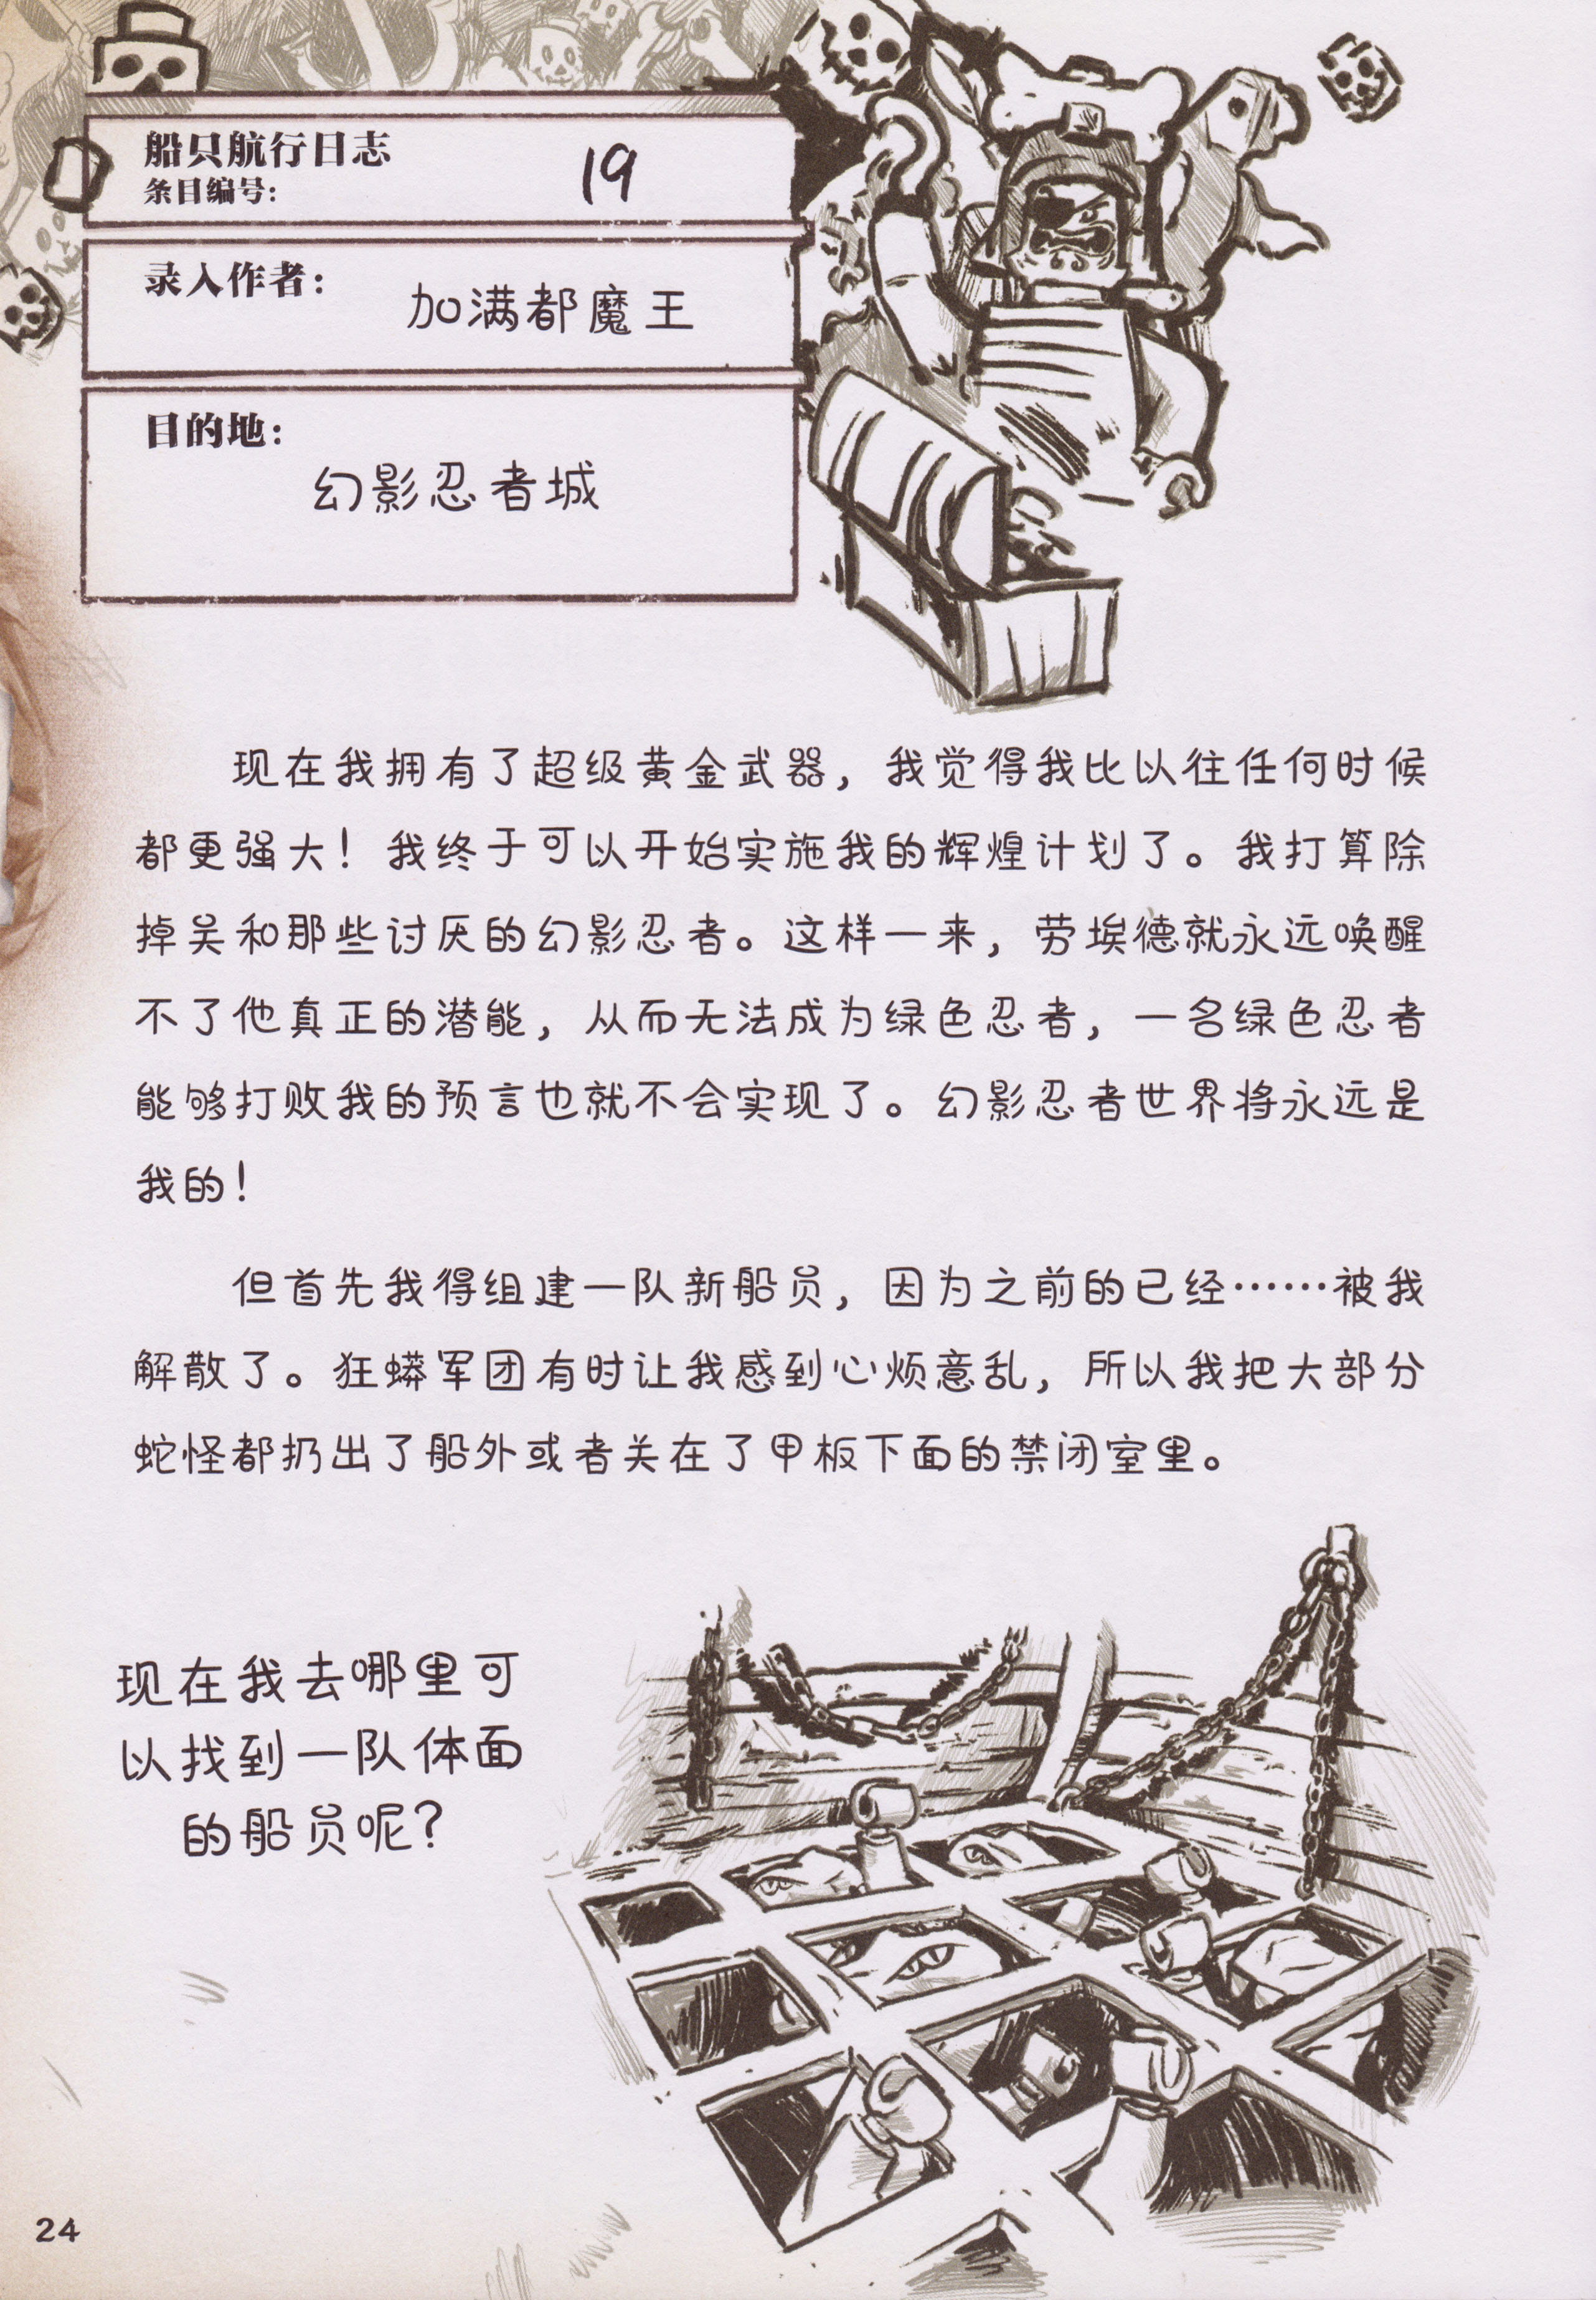 船只航行日志
条目编号: 19
录入作者: 加满都魔王
目的地:
幻影忍者城
现在我拥有了超级黄金武器，我觉得我比以往任何时候
都更强大！我终于可以开始实施我的辉煌计划了。我打算除
掉吴和那些讨厌的幻影忍者。这样一来，劳埃德就永远唤醒
不了他真正的潜能，从而无法成为绿色忍者，一名绿色忍者
能够打败我的预言也就不会实现了。幻影忍者世界将永远是
我的！
但首先我得组建一队新船员，因为之前的已经……被我
解散了。狂蟒军团有时让我感到心烦意乱，所以我把大部分
蛇怪都扔出了船外或者关在了甲板下面的禁闭室里。
现在我去哪里可
以找到一队体面
的船员呢？
24